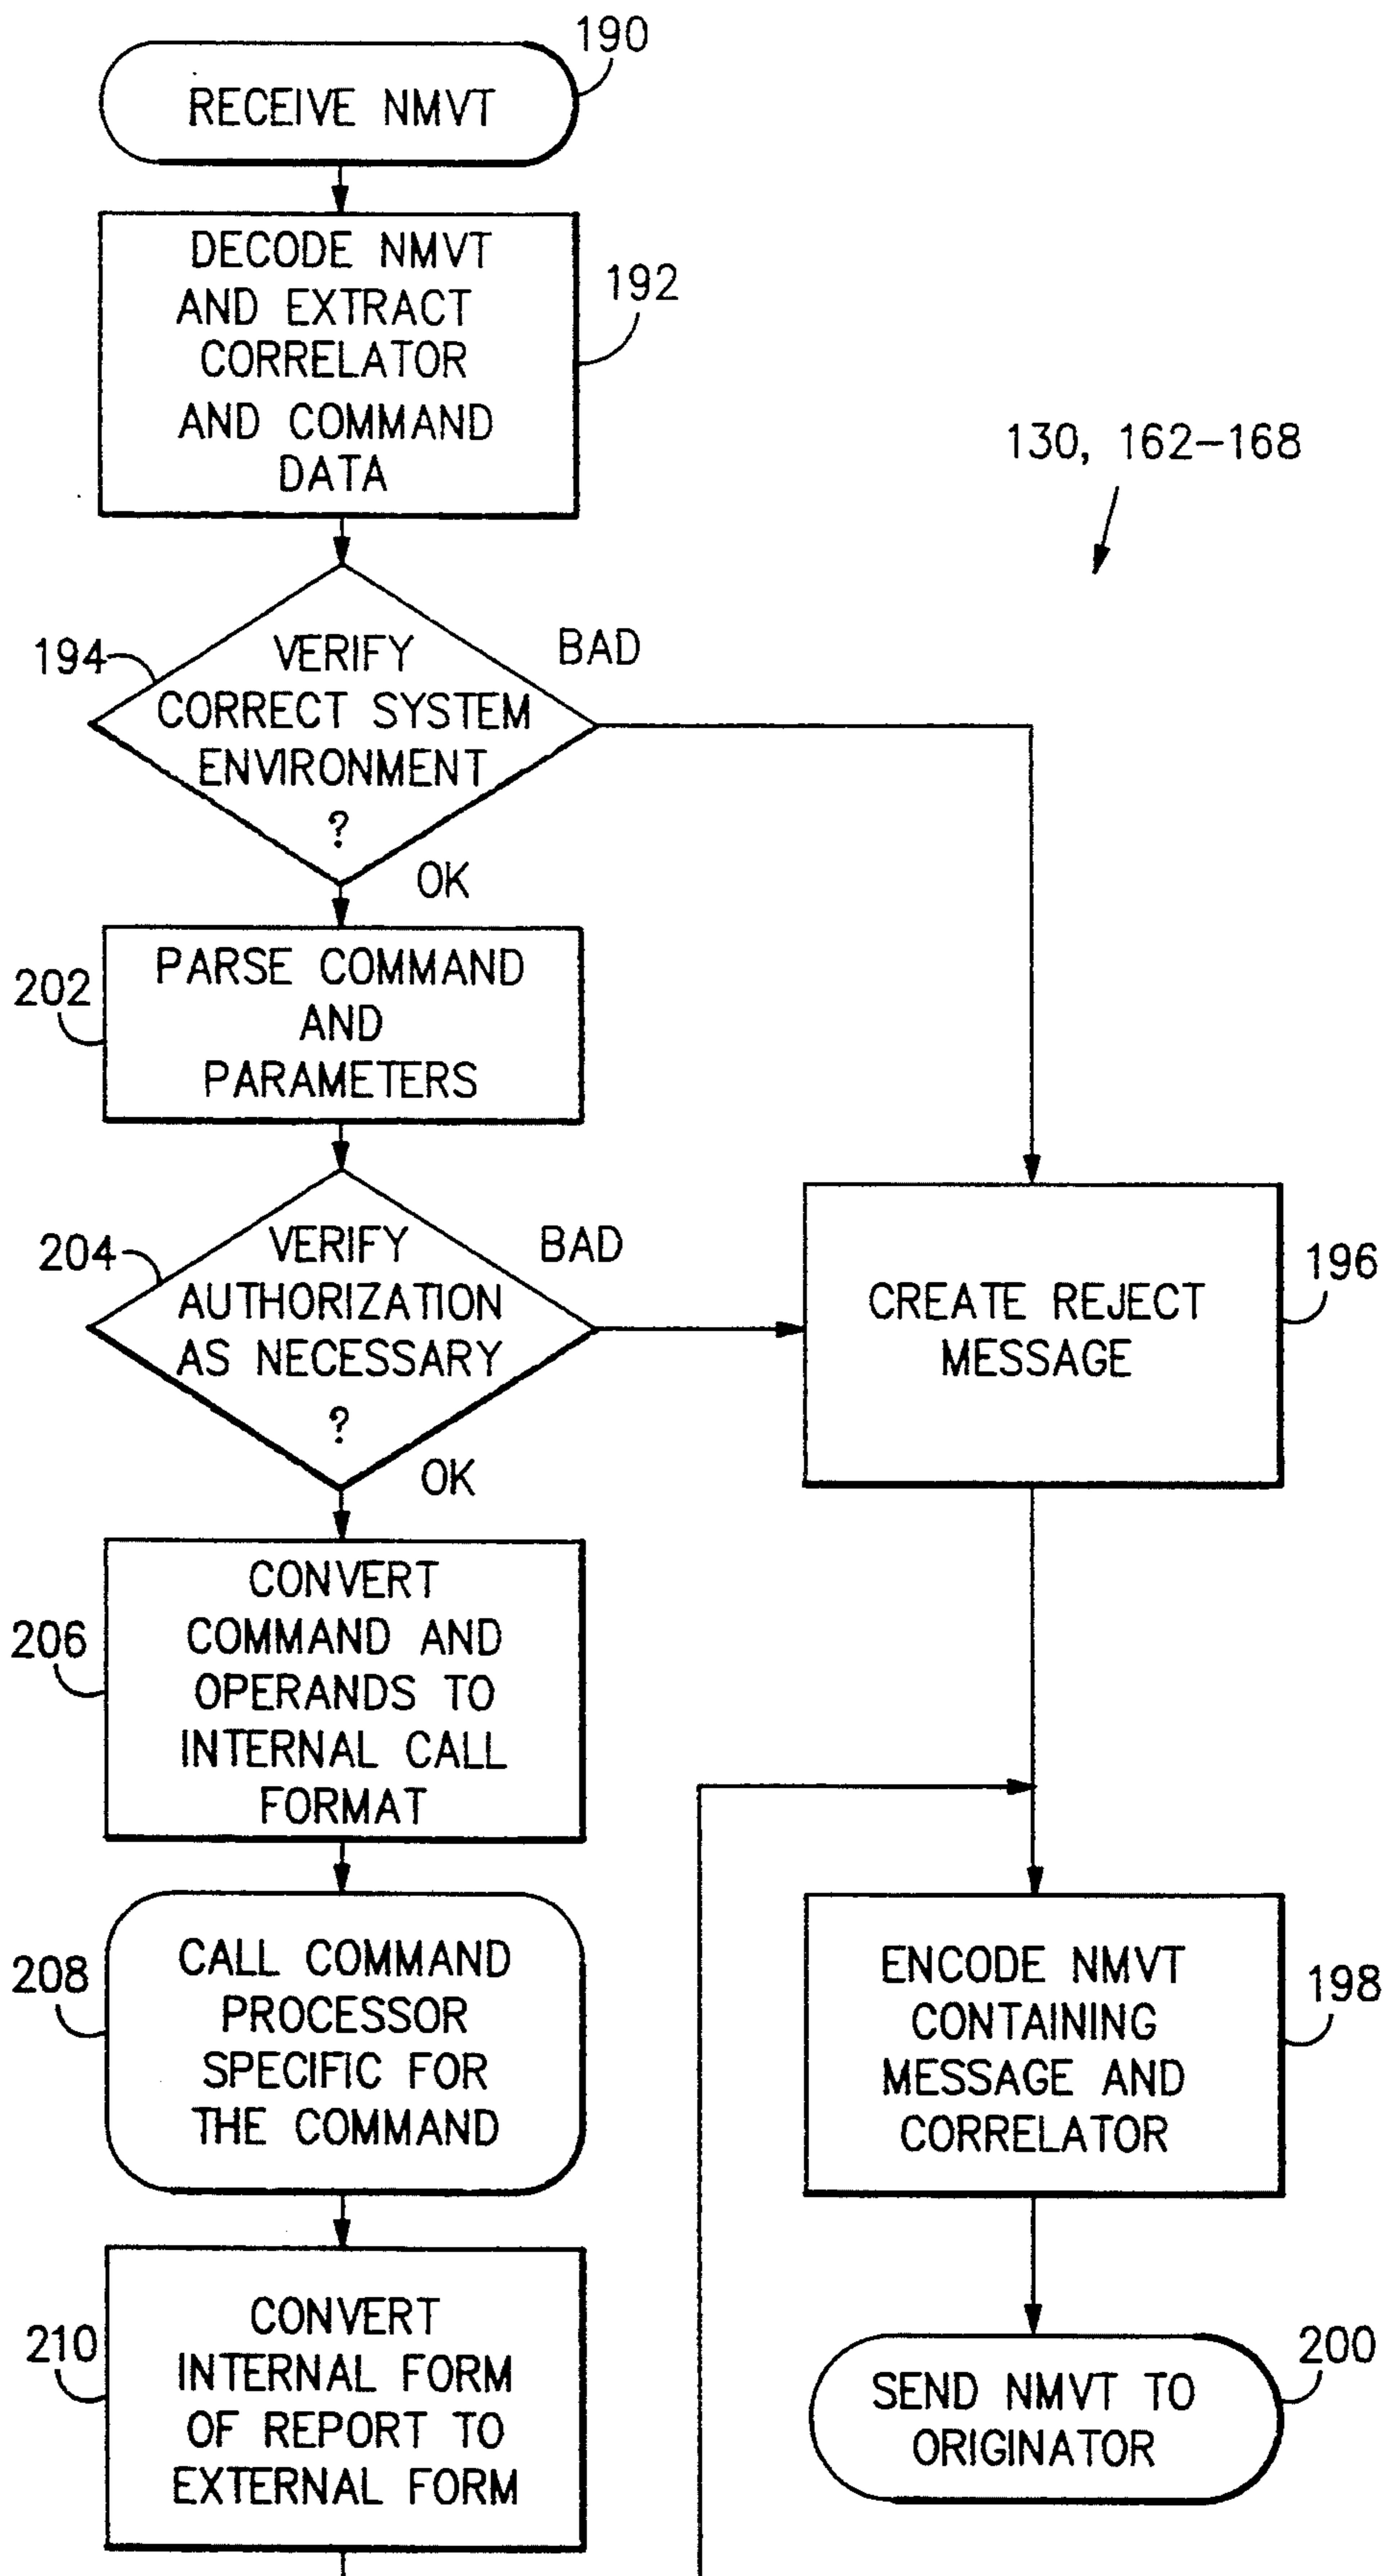 190
RECEIVE NMVT
DECODE NMVT
AND EXTRACT
CORRELATOR
AND COMMAND
DATA
192
130, 162-168
194
VERIFY
CORRECT SYSTEM
ENVIRONMENT
?
BAD
OK
202
PARSE COMMAND
AND
PARAMETERS
204
VERIFY
AUTHORIZATION
AS NECESSARY
?
BAD
OK
CREATE REJECT
MESSAGE
196
206
CONVERT
COMMAND AND
OPERANDS TO
INTERNAL CALL
FORMAT
208
CALL COMMAND
PROCESSOR
SPECIFIC FOR
THE COMMAND
ENCODE NMVT
CONTAINING
MESSAGE AND
CORRELATOR
198
210
CONVERT
INTERNAL FORM
OF REPORT TO
EXTERNAL FORM
200
SEND NMVT TO
ORIGINATOR